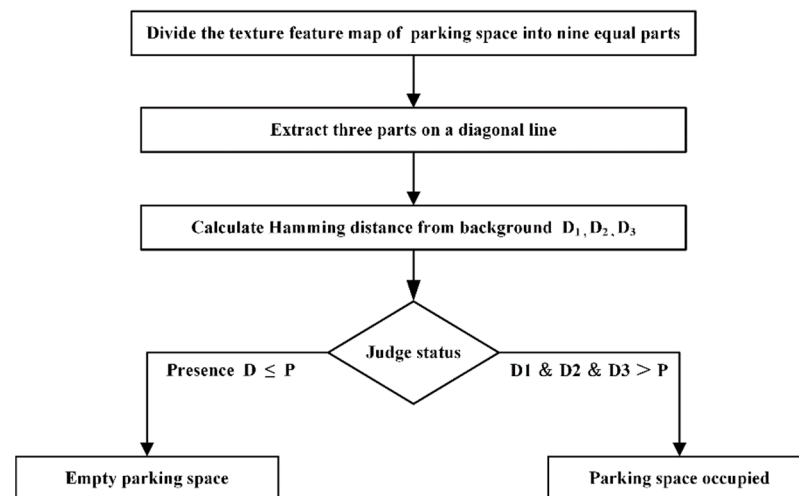 Divide the texture feature map of parking space into nine equal parts
Extract three parts on a diagonal line
Calculate Hamming distance from background D₁, D₂, D₃
Judge status
Presence D ≤ P
D1 & D2 & D3 > P
Empty parking space
Parking space occupied